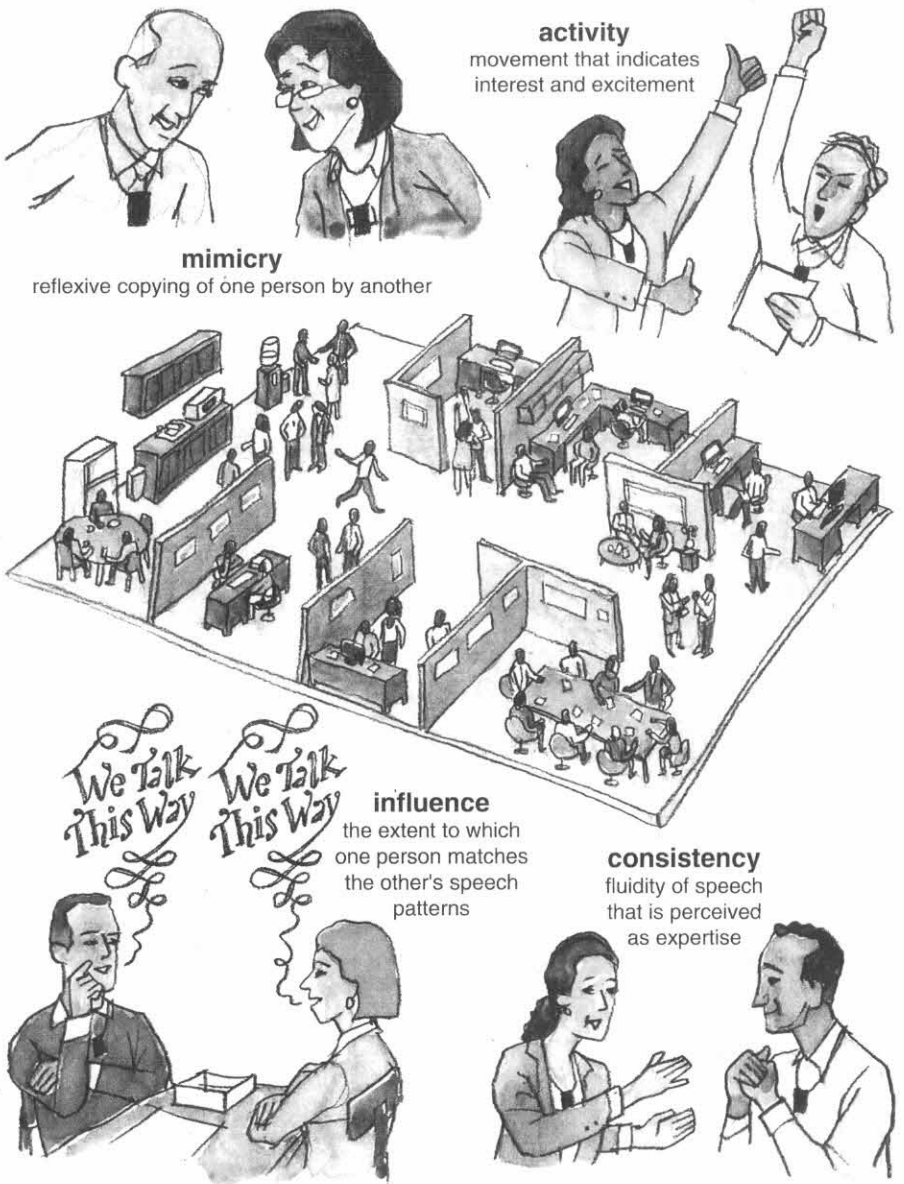 activity
movement that indicates
interest and excitement
mimicry
reflexive copying of one person by another
We Talk
This Way
We Talk
This Way
influence
the extent to which
one person matches
the other's speech
patterns
consistency
fluidity of speech
that is perceived
as expertise